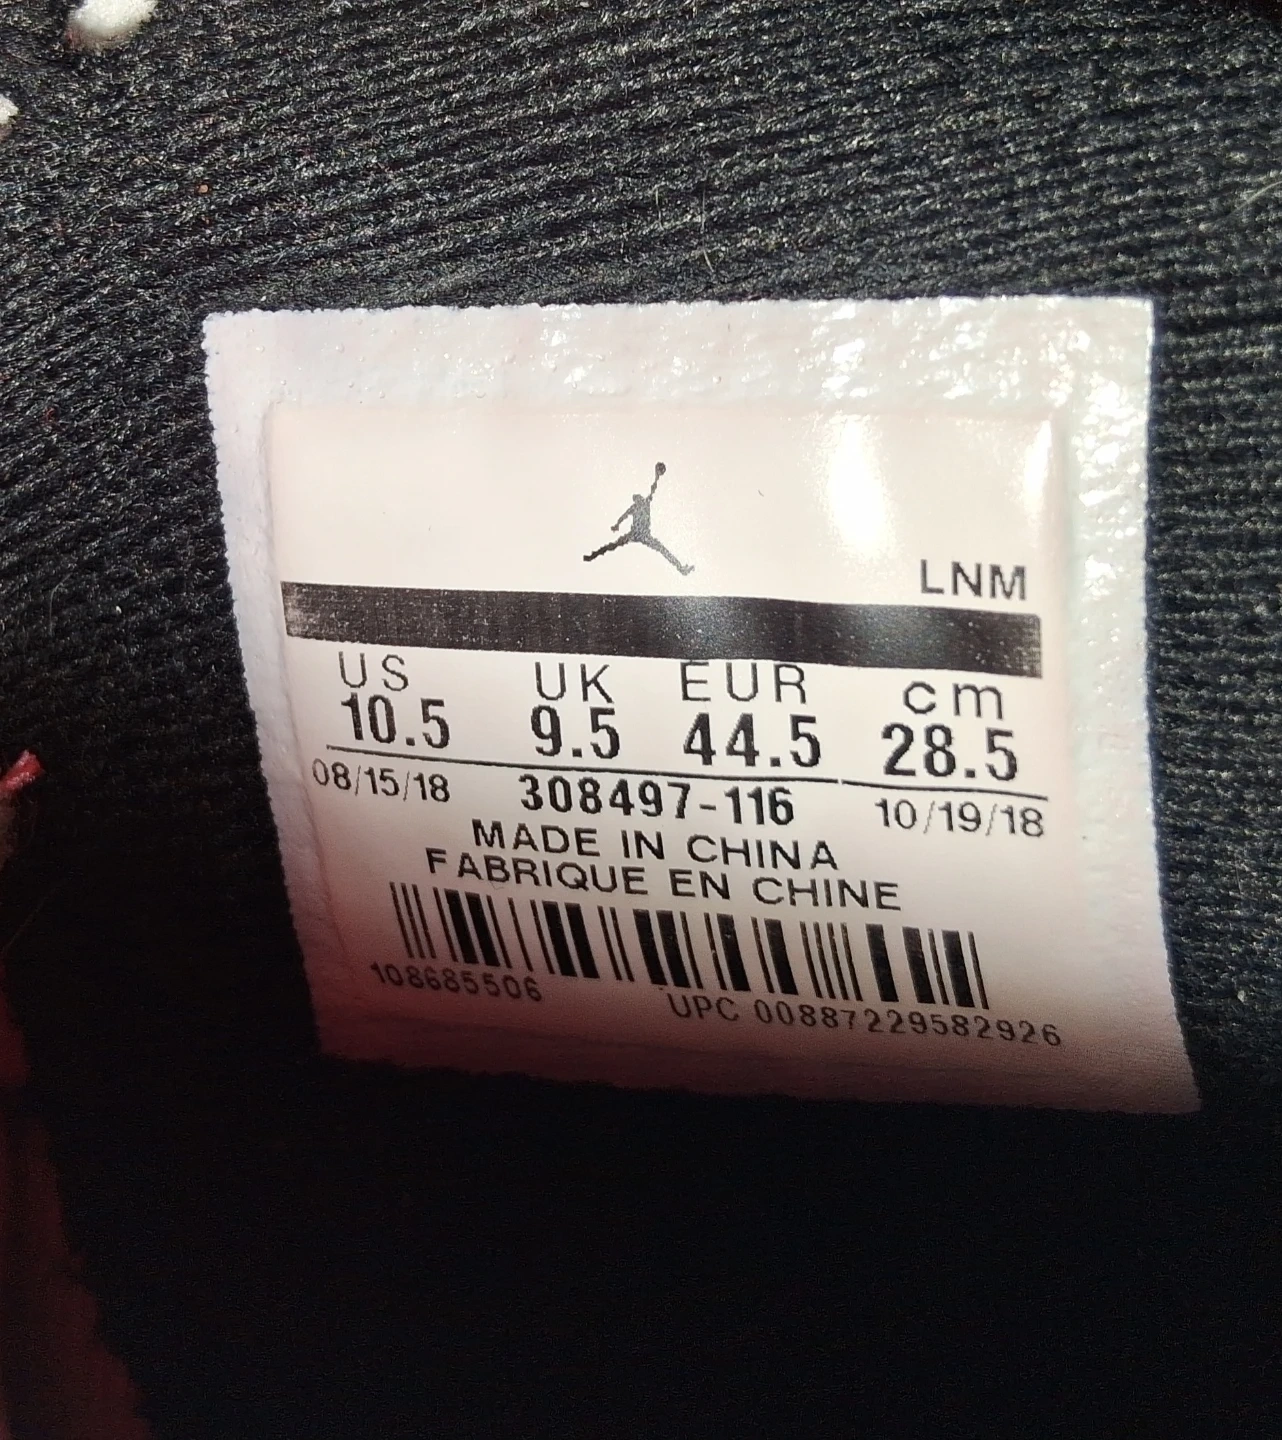 LNM
US UK EUR cm
10.5 9.5 44.5 28.5
08/15/18 308497-116 10/19/18
MADE IN CHINA
FABRIQUE EN CHINE
108685506 UPC 00887229582926